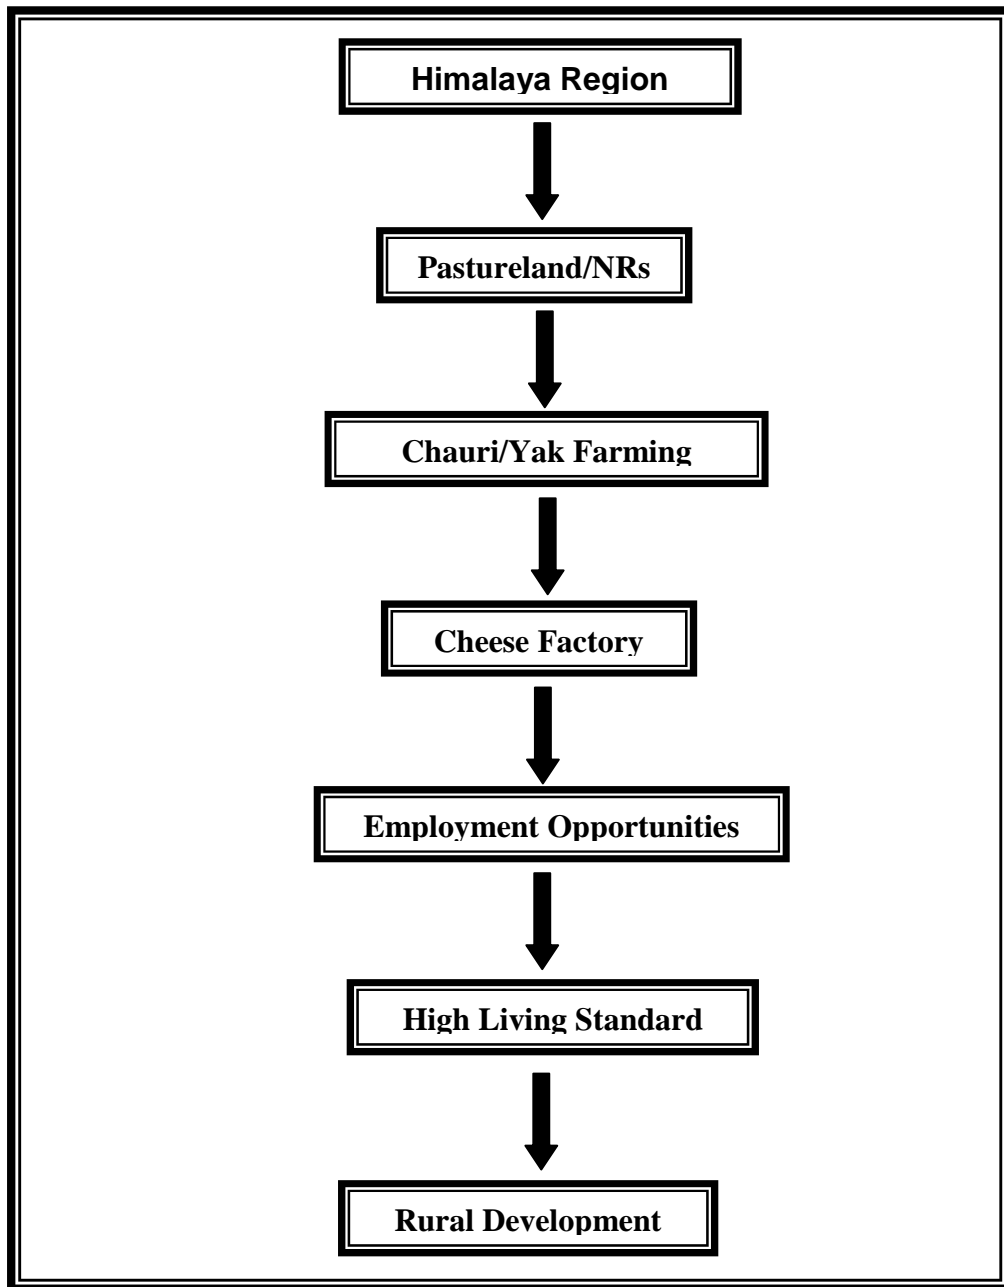 Himalaya Region
Pastureland/NRs
Chauri/Yak Farming
Cheese Factory
Employment Opportunities
High Living Standard
Rural Development